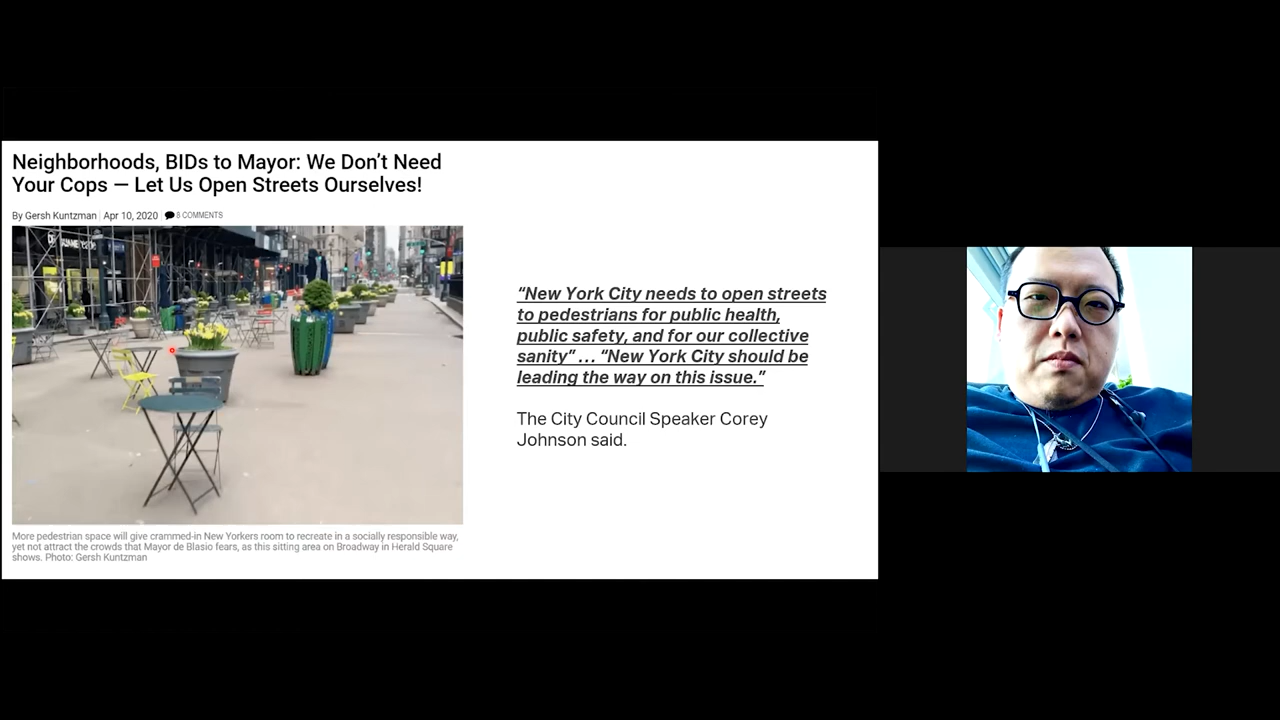 Neighborhoods, BIDs to Mayor: We Don’t Need
Your Cops — Let Us Open Streets Ourselves!
By Gersh Kuntzman | Apr 10, 2020 | 8 COMMENTS
More pedestrian space will give crammed-in New Yorkers room to recreate in a socially responsible way,
yet not attract the crowds that Mayor de Blasio fears, as this sitting area on Broadway in Herald Square
shows. Photo: Gersh Kuntzman
“New York City needs to open streets
to pedestrians for public health,
public safety, and for our collective
sanity” ... “New York City should be
leading the way on this issue.”
The City Council Speaker Corey
Johnson said.